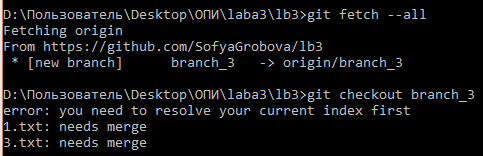 D:\Пользователь\Desktop\ОПИ\laba3\lb3>git fetch --all
Fetching origin
From https://github.com/SofyaGrobova/lb3
 * [new branch]      branch_3   -> origin/branch_3
D:\Пользователь\Desktop\ОПИ\laba3\lb3>git checkout branch_3
error: you need to resolve your current index first
1.txt: needs merge
3.txt: needs merge